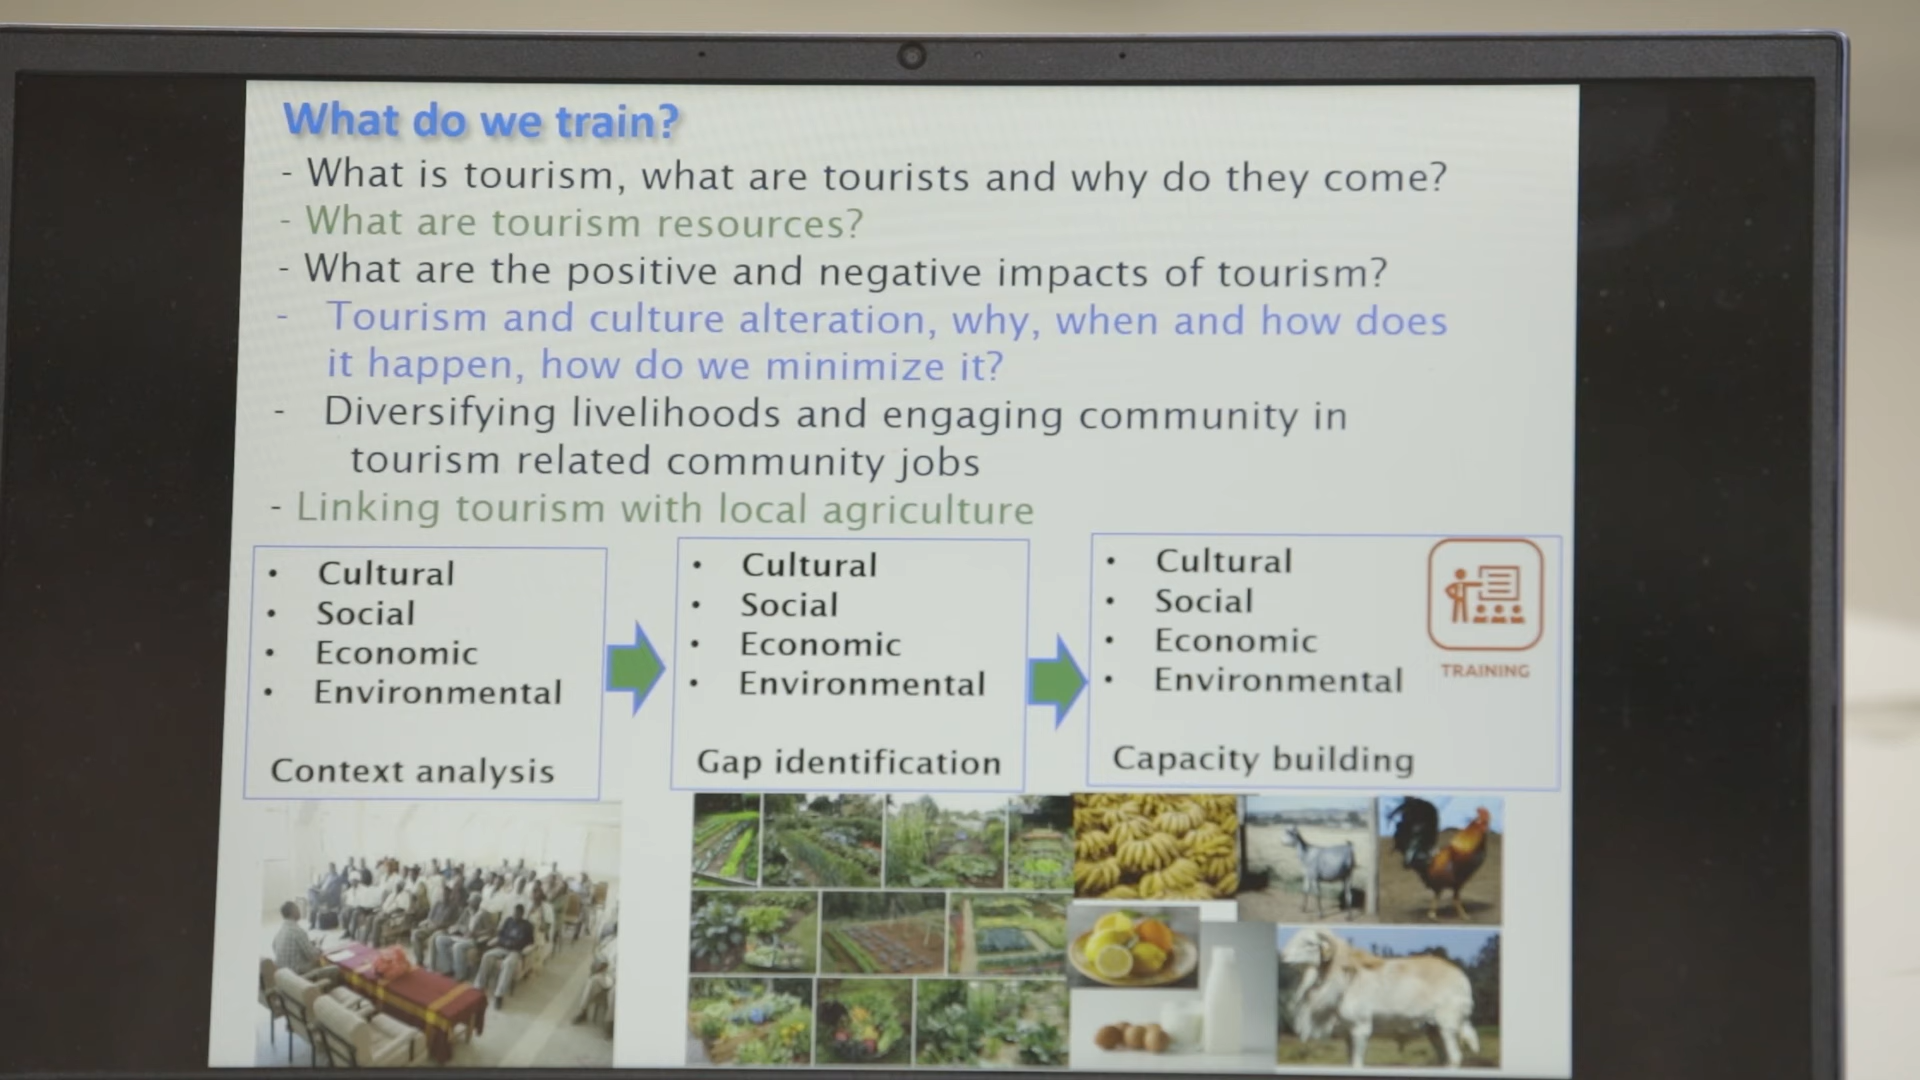 What do we train?
- What is tourism, what are tourists and why do they come?
- What are tourism resources?
- What are the positive and negative impacts of tourism?
- Tourism and culture alteration, why, when and how does
it happen, how do we minimize it?
- Diversifying livelihoods and engaging community in
tourism related community jobs
- Linking tourism with local agriculture
• Cultural
• Social
• Economic
• Environmental
Context analysis
• Cultural
• Social
• Economic
• Environmental
Gap identification
• Cultural
• Social
• Economic
• Environmental
Capacity building
TRAINING